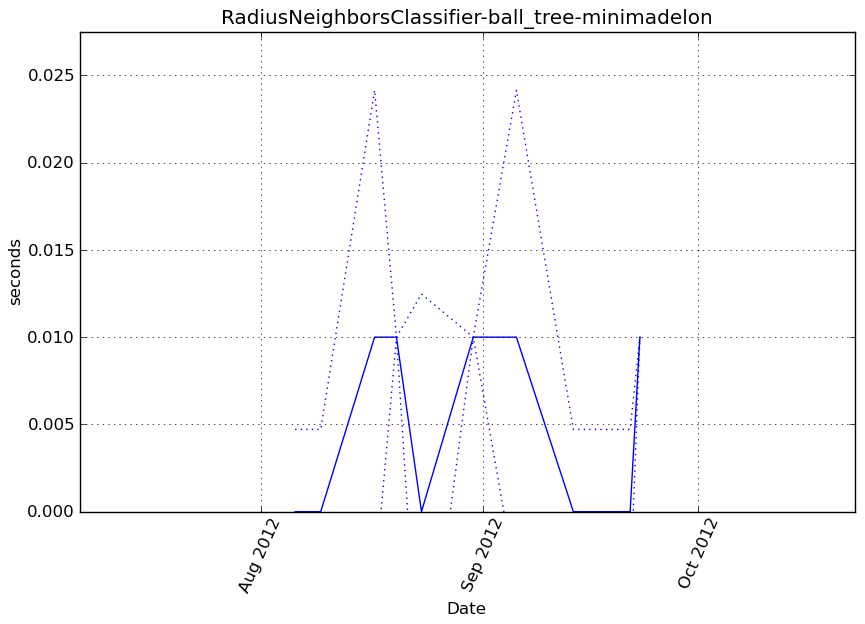 RadiusNeighborsClassifier-ball_tree-minimadelon
0.025
0.020
0.015
0.010
0.005
0.000
seconds
Aug 2012
Sep 2012
Oct 2012
Date